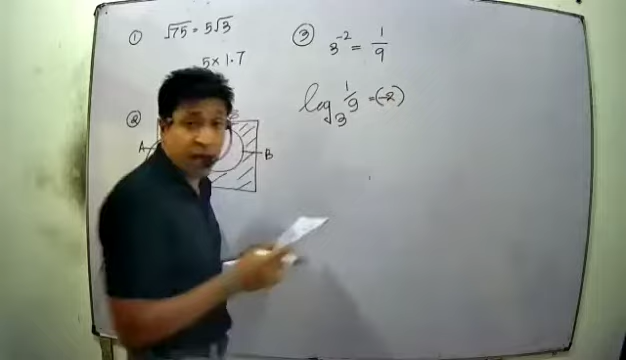 ① √75 = 5√3
5 × 1.7
②
A
B
③ 3⁻² = 1/9
log₃ 1/9 = (-2)